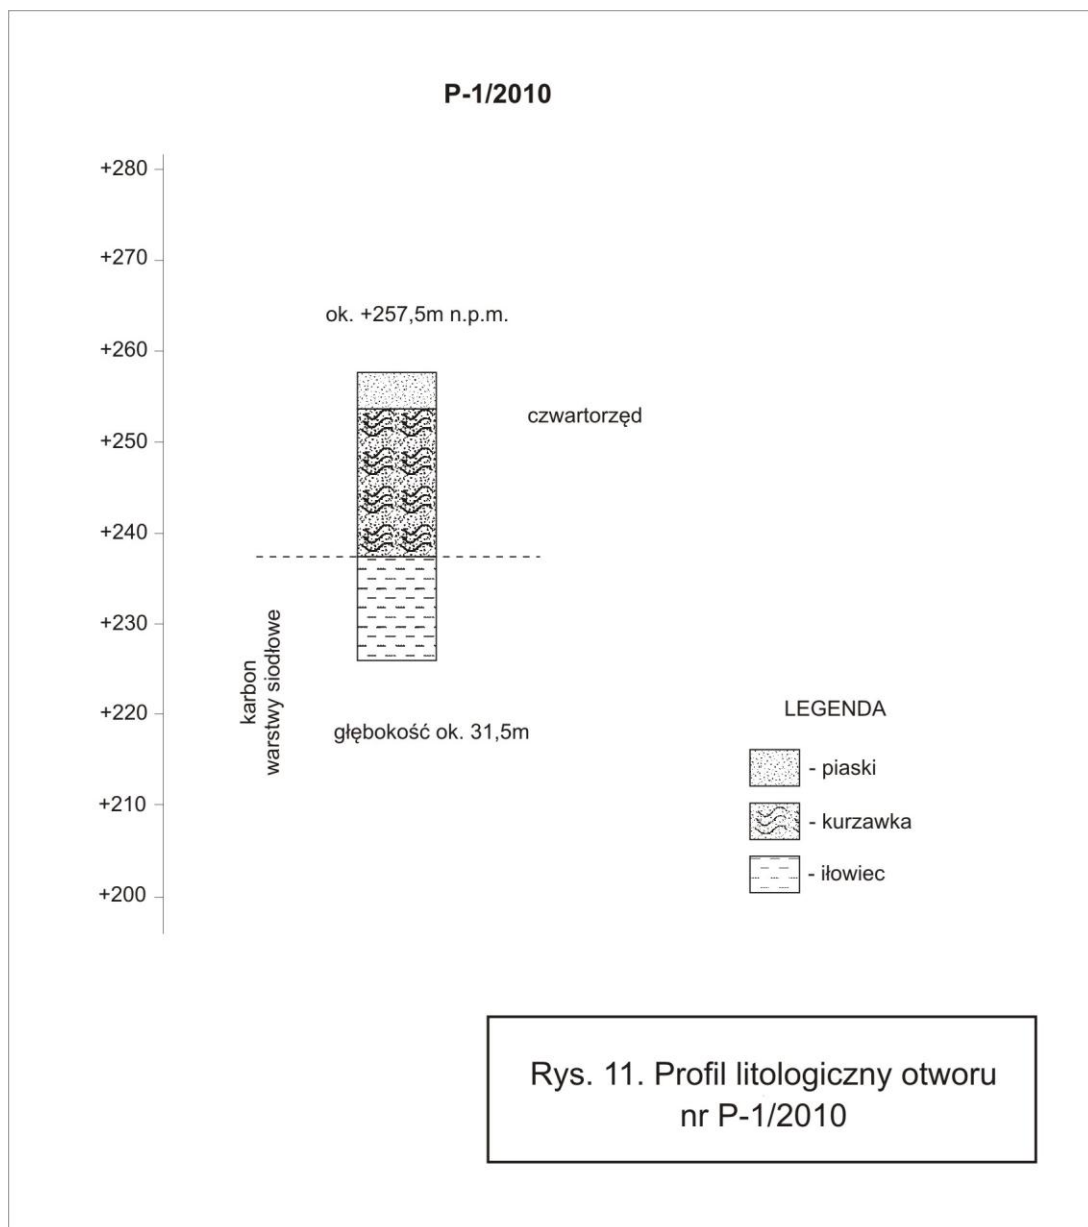 P-1/2010
+280
+270
ok. +257,5m n.p.m.
+260
czwartorzęd
+250
+240
+230
karbon
warstwy siodłowe
+220
głębokość ok. 31,5m
LEGENDA
- piaski
+210
- kurzawka
- iłowiec
+200
Rys. 11. Profil litologiczny otworu
nr P-1/2010